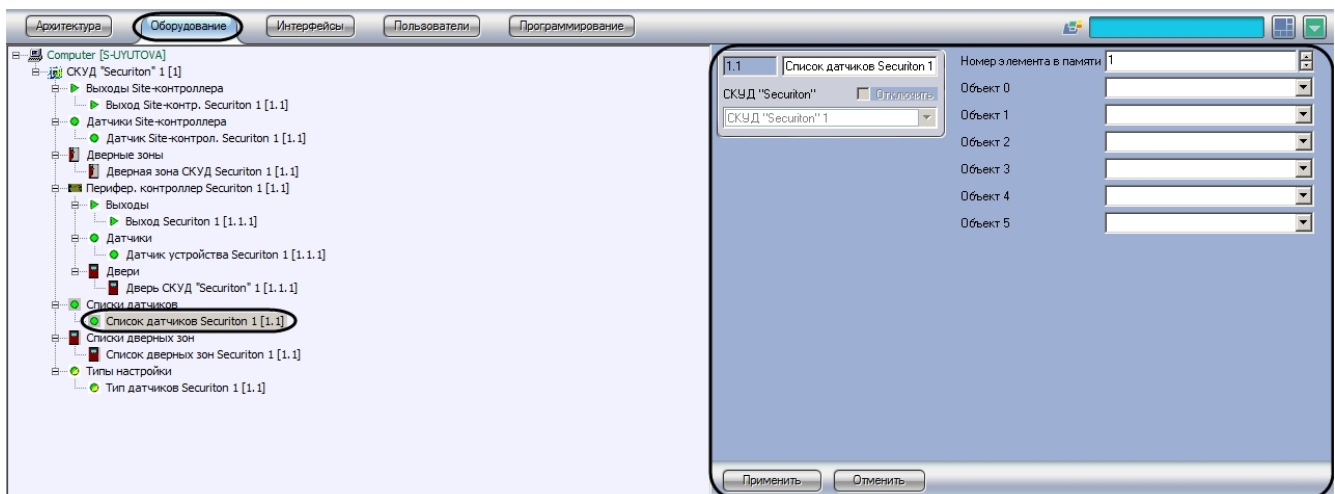 Архитектура Оборудование Интерфейсы Пользователи Программирование
Computer [S-UYUTOVA]
СКУД "Securiton" 1 [1]
Выходы Site-контроллера
Выход Site-контр. Securiton 1 [1.1]
Датчики Site-контроллера
Датчик Site-контрол. Securiton 1 [1.1]
Дверные зоны
Дверная зона СКУД Securiton 1 [1.1]
Перифер. контроллер Securiton 1 [1.1]
Выходы
Выход Securiton 1 [1.1.1]
Датчики
Датчик устройства Securiton 1 [1.1.1]
Двери
Дверь СКУД "Securiton" 1 [1.1.1]
Списки датчиков
Список датчиков Securiton 1 [1.1]
Списки дверных зон
Список дверных зон Securiton 1 [1.1]
Типы настройки
Тип датчиков Securiton 1 [1.1]
1.1 Список датчиков Securiton 1
СКУД "Securiton" Отключить
СКУД "Securiton" 1
Номер элемента в памяти 1
Объект 0
Объект 1
Объект 2
Объект 3
Объект 4
Объект 5
Применить Отменить